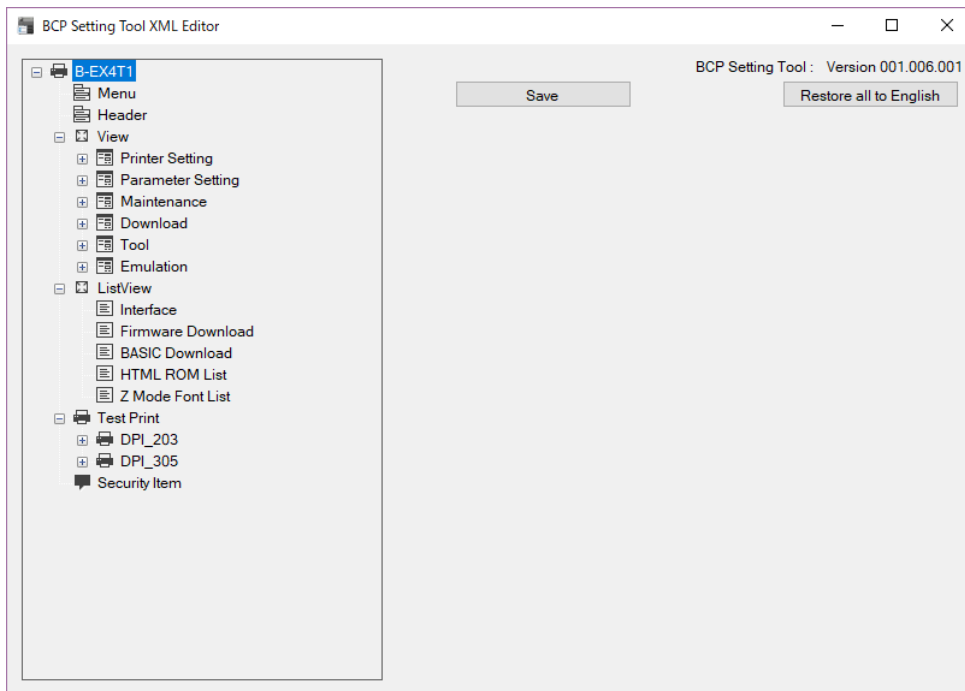 BCP Setting Tool XML Editor
BCP Setting Tool : Version 001.006.001
Save
Restore all to English
B-EX4T1
Menu
Header
View
Printer Setting
Parameter Setting
Maintenance
Download
Tool
Emulation
ListView
Interface
Firmware Download
BASIC Download
HTML ROM List
Z Mode Font List
Test Print
DPI_203
DPI_305
Security Item